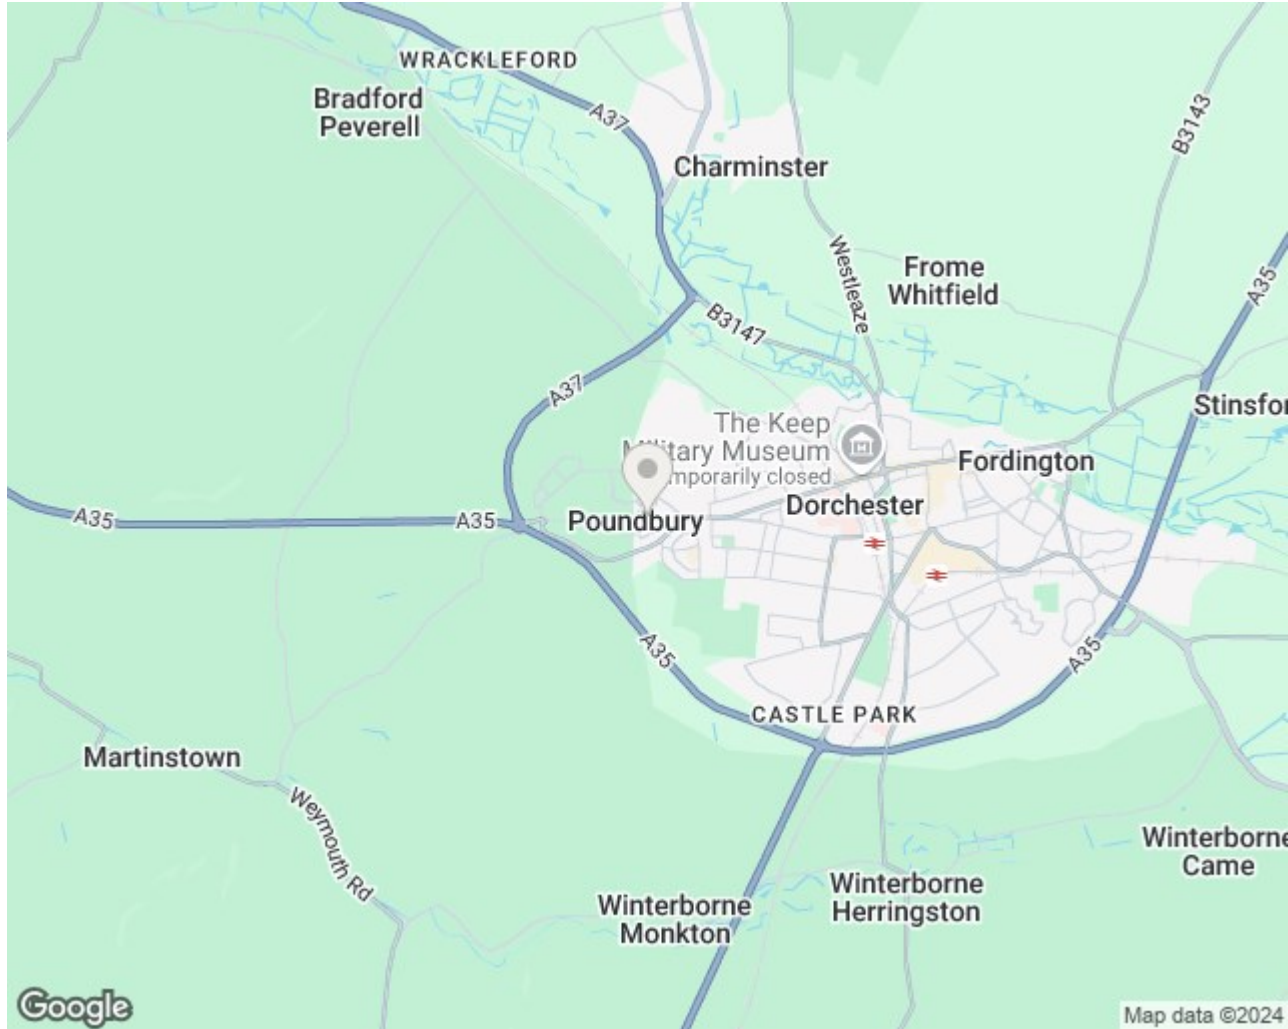 WRACKLEFORD
Bradford
Peverell
A37
B3143
Charminster
Westleaze
Frome
Whitfield
A35
B3147
A37
Stinsfor
The Keep
Military Museum
mporarily closed
Fordington
Dorchester
A35
A35
Poundbury
A35
A35
CASTLE PARK
Martinstown
Weymouth Rd
Winterborne
Came
Winterborne
Herringston
Winterborne
Monkton
Google
Map data ©2024